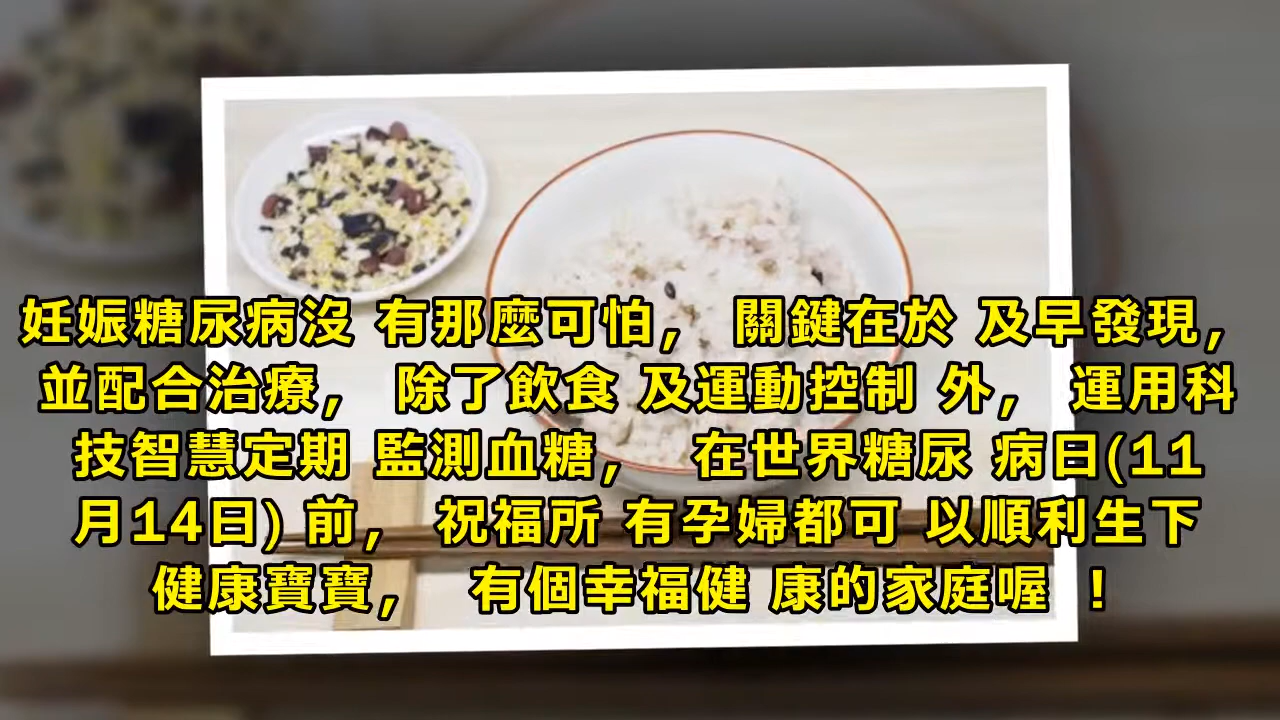 妊娠糖尿病沒 有那麼可怕， 關鍵在於 及早發現，
並配合治療， 除了飲食 及運動控制 外， 運用科
技智慧定期 監測血糖， 在世界糖尿 病日(11
月14日) 前， 祝福所 有孕婦都可 以順利生下
健康寶寶， 有個幸福健 康的家庭喔 ！